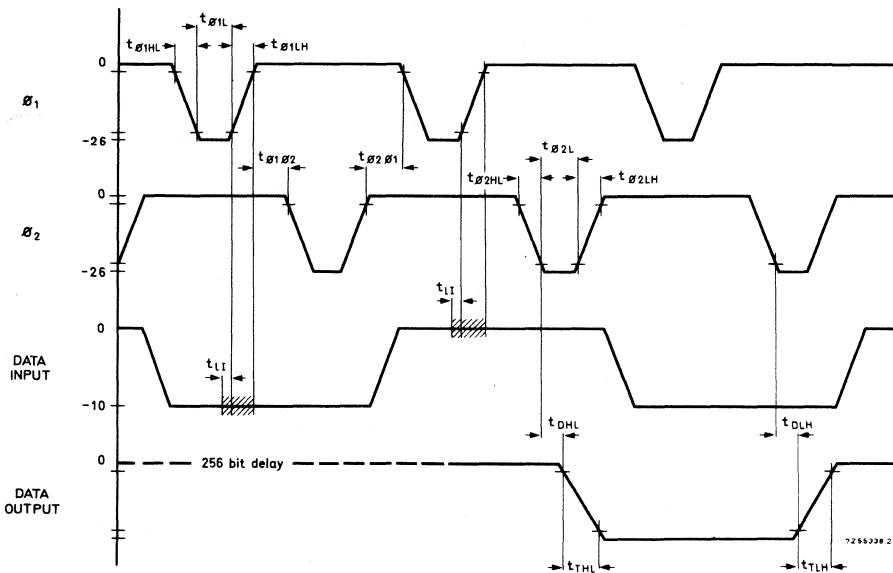 tØ1L
tØ1HL
tØ1LH
0
Ø1
-26
tØ1Ø2
tØ2Ø1
tØ2L
tØ2HL
tØ2LH
0
Ø2
-26
tLI
tLI
0
DATA
INPUT
-10
tDHL
tDLH
0
256 bit delay
DATA
OUTPUT
7255338.2
tTHL
tTLH